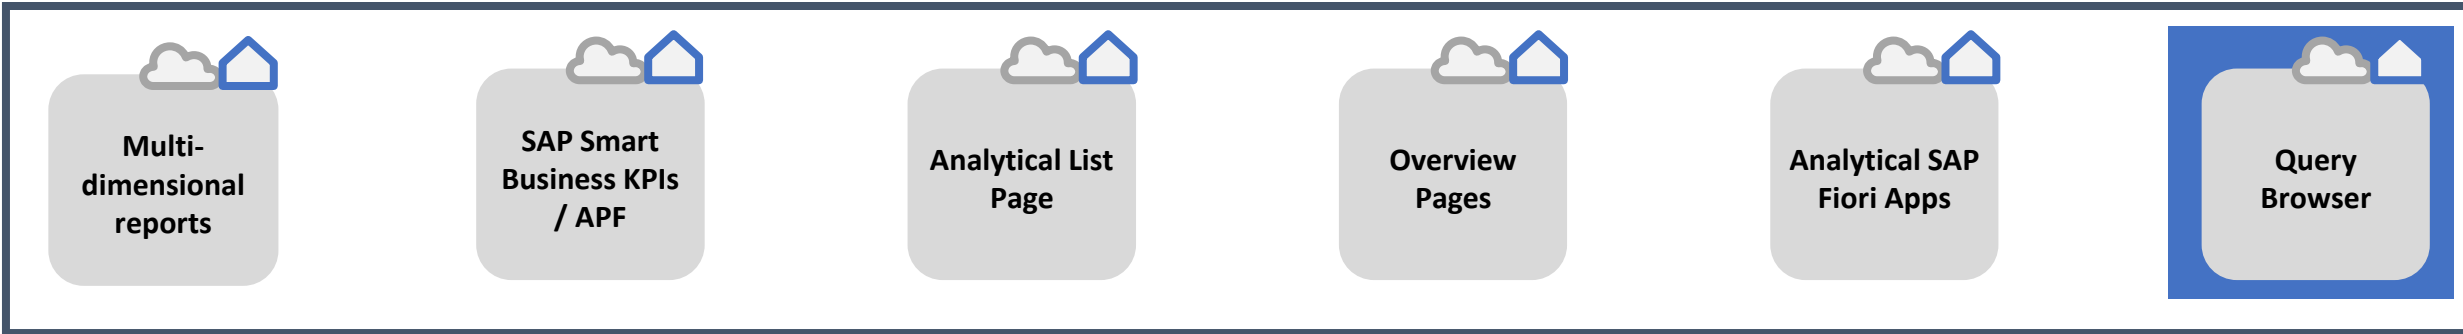 Multi-
dimensional
reports
SAP Smart
Business KPIs
/ APF
Analytical List
Page
Overview
Pages
Analytical SAP
Fiori Apps
Query
Browser